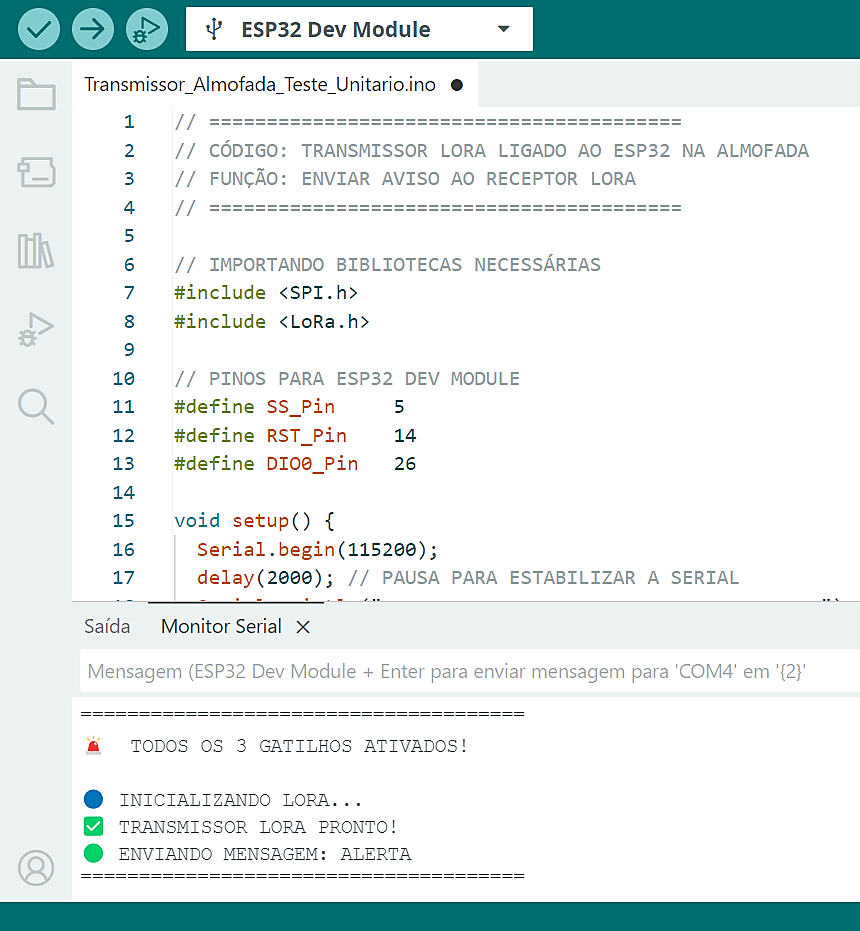 ESP32 Dev Module
Transmissor_Almofada_Teste_Unitario.ino
1 // =========================================
2 // CÓDIGO: TRANSMISSOR LORA LIGADO AO ESP32 NA ALMOFADA
3 // FUNÇÃO: ENVIAR AVISO AO RECEPTOR LORA
4 // =========================================
5
6 // IMPORTANDO BIBLIOTECAS NECESSÁRIAS
7 #include <SPI.h>
8 #include <LoRa.h>
9
10 // PINOS PARA ESP32 DEV MODULE
11 #define SS_Pin     5
12 #define RST_Pin    14
13 #define DIO0_Pin   26
14
15 void setup() {
16   Serial.begin(115200);
17   delay(2000); // PAUSA PARA ESTABILIZAR A SERIAL
Saída Monitor Serial
Mensagem (ESP32 Dev Module + Enter para enviar mensagem para 'COM4' em '{2}'
======================================
🚨 TODOS OS 3 GATILHOS ATIVADOS!
🔵 INICIALIZANDO LORA...
✅ TRANSMISSOR LORA PRONTO!
🟢 ENVIANDO MENSAGEM: ALERTA
======================================